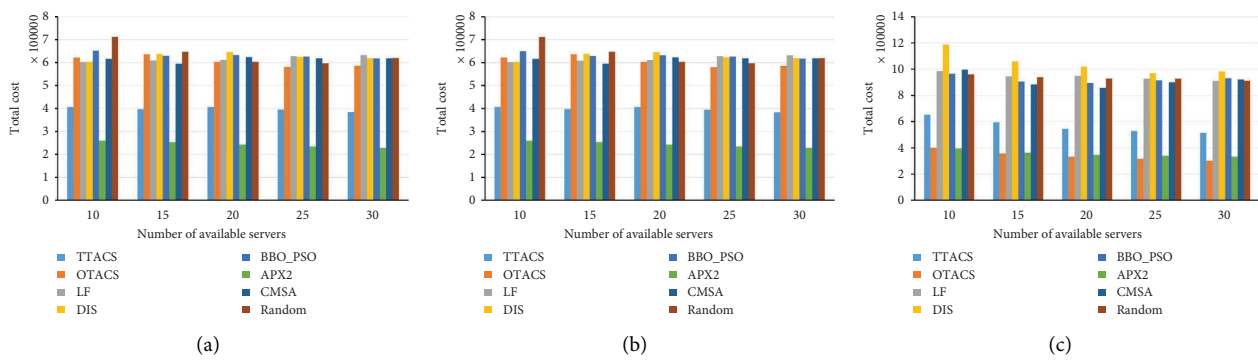 8
7
6
5
4
3
2
1
0
× 100000
Total cost
10 15 20 25 30
Number of available servers
TTACS
OTACS
LF
DIS
BBO_PSO
APX2
CMSA
Random
(a)
8
7
6
5
4
3
2
1
0
× 100000
Total cost
10 15 20 25 30
Number of available servers
TTACS
OTACS
LF
DIS
BBO_PSO
APX2
CMSA
Random
(b)
14
12
10
8
6
4
2
0
× 100000
Total cost
10 15 20 25 30
Number of available servers
TTACS
OTACS
LF
DIS
BBO_PSO
APX2
CMSA
Random
(c)